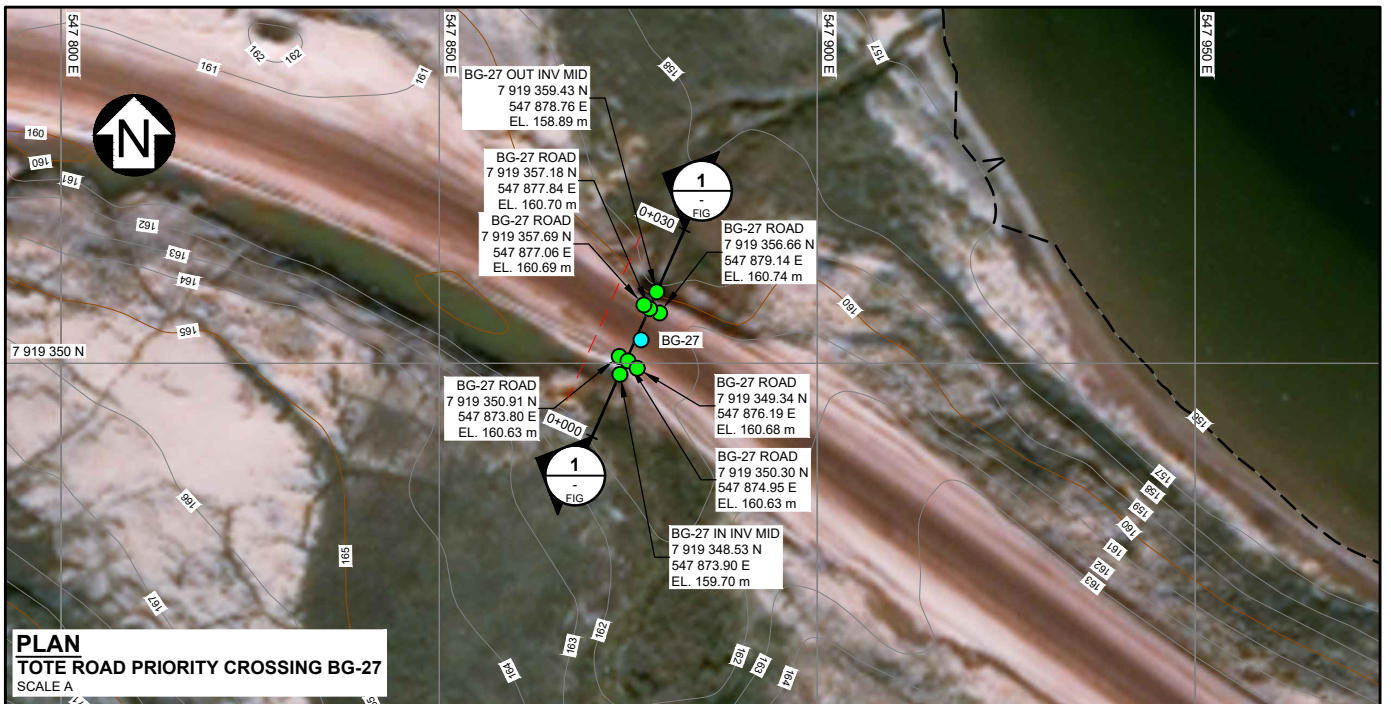 547 800 E
547 850 E
547 900 E
547 950 E
162
162
161
161
158
157
160
160
161
162
163
164
165
N
BG-27 OUT INV MID
7 919 359.43 N
547 878.76 E
EL. 158.89 m
BG-27 ROAD
7 919 357.18 N
547 877.84 E
EL. 160.70 m
BG-27 ROAD
7 919 357.69 N
547 877.06 E
EL. 160.69 m
1
-
FIG
0+030
BG-27 ROAD
7 919 356.66 N
547 879.14 E
EL. 160.74 m
160
BG-27
7 919 350 N
BG-27 ROAD
7 919 350.91 N
547 873.80 E
EL. 160.63 m
0+000
1
-
FIG
BG-27 ROAD
7 919 349.34 N
547 876.19 E
EL. 160.68 m
BG-27 ROAD
7 919 350.30 N
547 874.95 E
EL. 160.63 m
BG-27 IN INV MID
7 919 348.53 N
547 873.90 E
EL. 159.70 m
156
157
158
159
160
161
162
163
166
165
167
164
163
162
162
163
164
PLAN
TOTE ROAD PRIORITY CROSSING BG-27
SCALE A